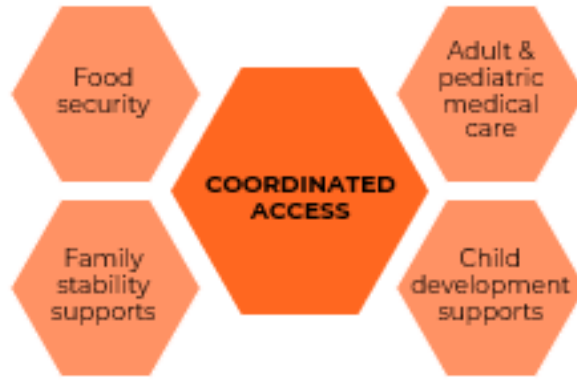 Food
security
Adult &
pediatric
medical
care
COORDINATED
ACCESS
Family
stability
supports
Child
development
supports